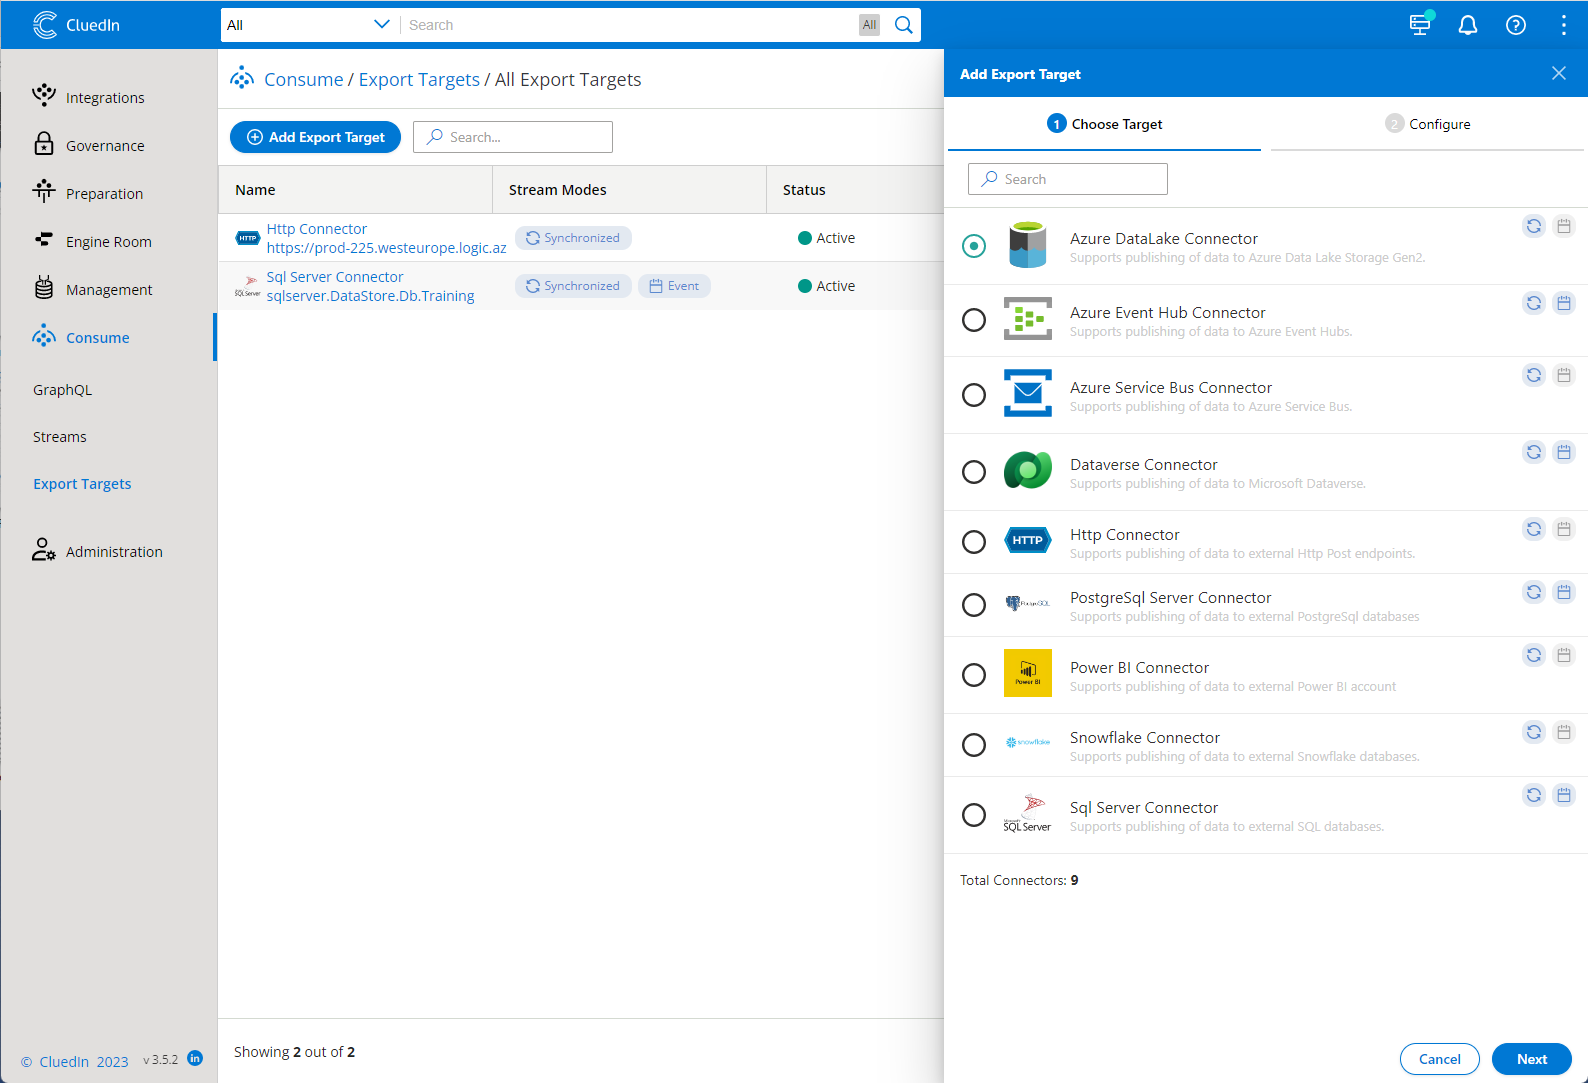 CluedIn
All
Search
All
Integrations
Governance
Preparation
Engine Room
Management
Consume
GraphQL
Streams
Export Targets
Administration
© CluedIn 2023 v 3.5.2 in
Consume / Export Targets / All Export Targets
Add Export Target
Search...
Name Stream Modes Status
HTTP
Http Connector
https://prod-225.westeurope.logic.az
Synchronized
Active
SQL Server
Sql Server Connector
sqlserver.DataStore.Db.Training
Synchronized
Event
Active
Showing 2 out of 2
Add Export Target
1 Choose Target
2 Configure
Search
Azure DataLake Connector
Supports publishing of data to Azure Data Lake Storage Gen2.
Azure Event Hub Connector
Supports publishing of data to Azure Event Hubs.
Azure Service Bus Connector
Supports publishing of data to Azure Service Bus.
Dataverse Connector
Supports publishing of data to Microsoft Dataverse.
HTTP
Http Connector
Supports publishing of data to external Http Post endpoints.
PostgreSQL
PostgreSql Server Connector
Supports publishing of data to external PostgreSql databases
Power BI
Power BI Connector
Supports publishing of data to external Power BI account
snowflake
Snowflake Connector
Supports publishing of data to external Snowflake databases.
Microsoft
SQL Server
Sql Server Connector
Supports publishing of data to external SQL databases.
Total Connectors: 9
Cancel
Next